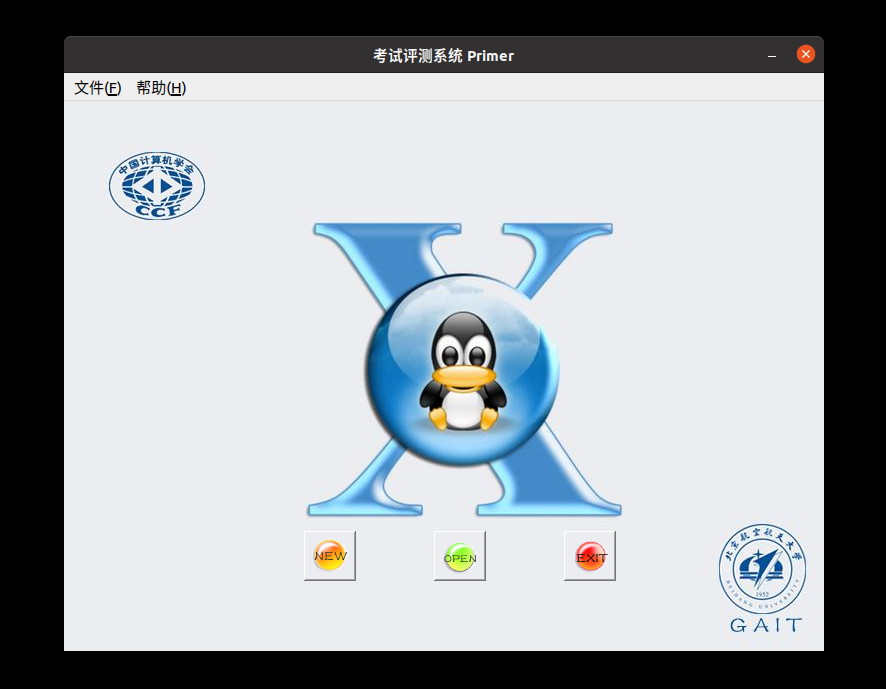 考试评测系统 Primer
文件(F) 帮助(H)
中国计算机学会
CCF
NEW
OPEN
EXIT
北京航空航天大学
1952
BEIHANG UNIVERSITY
GAIT